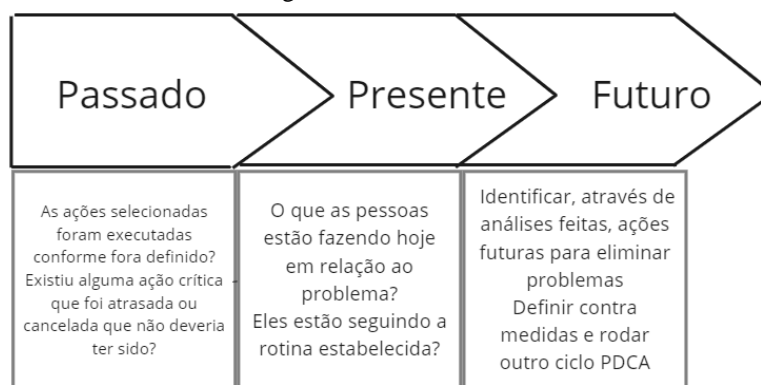 Passado
Presente
Futuro
As ações selecionadas
foram executadas
conforme fora definido?
Existiu alguma ação crítica
que foi atrasada ou
cancelada que não deveria
ter sido?
O que as pessoas
estão fazendo hoje
em relação ao
problema?
Eles estão seguindo a
rotina estabelecida?
Identificar, através de
análises feitas, ações
futuras para eliminar
problemas
Definir contra
medidas e rodar
outro ciclo PDCA